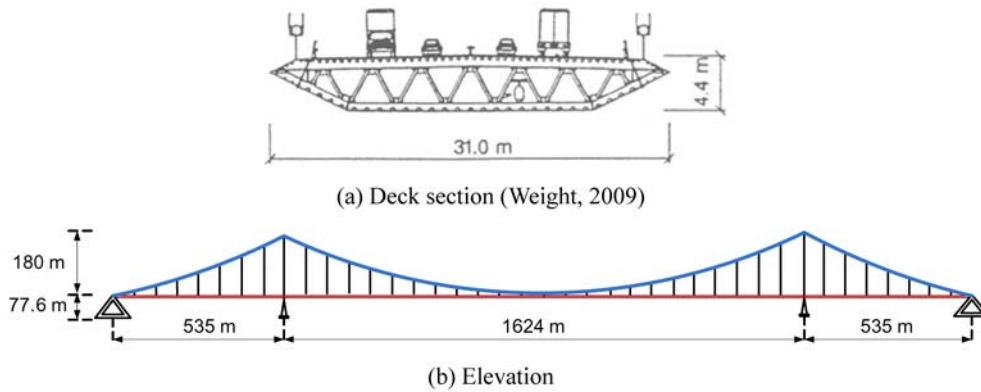 4.4 m
31.0 m
(a) Deck section (Weight, 2009)
180 m
77.6 m
535 m
1624 m
535 m
(b) Elevation